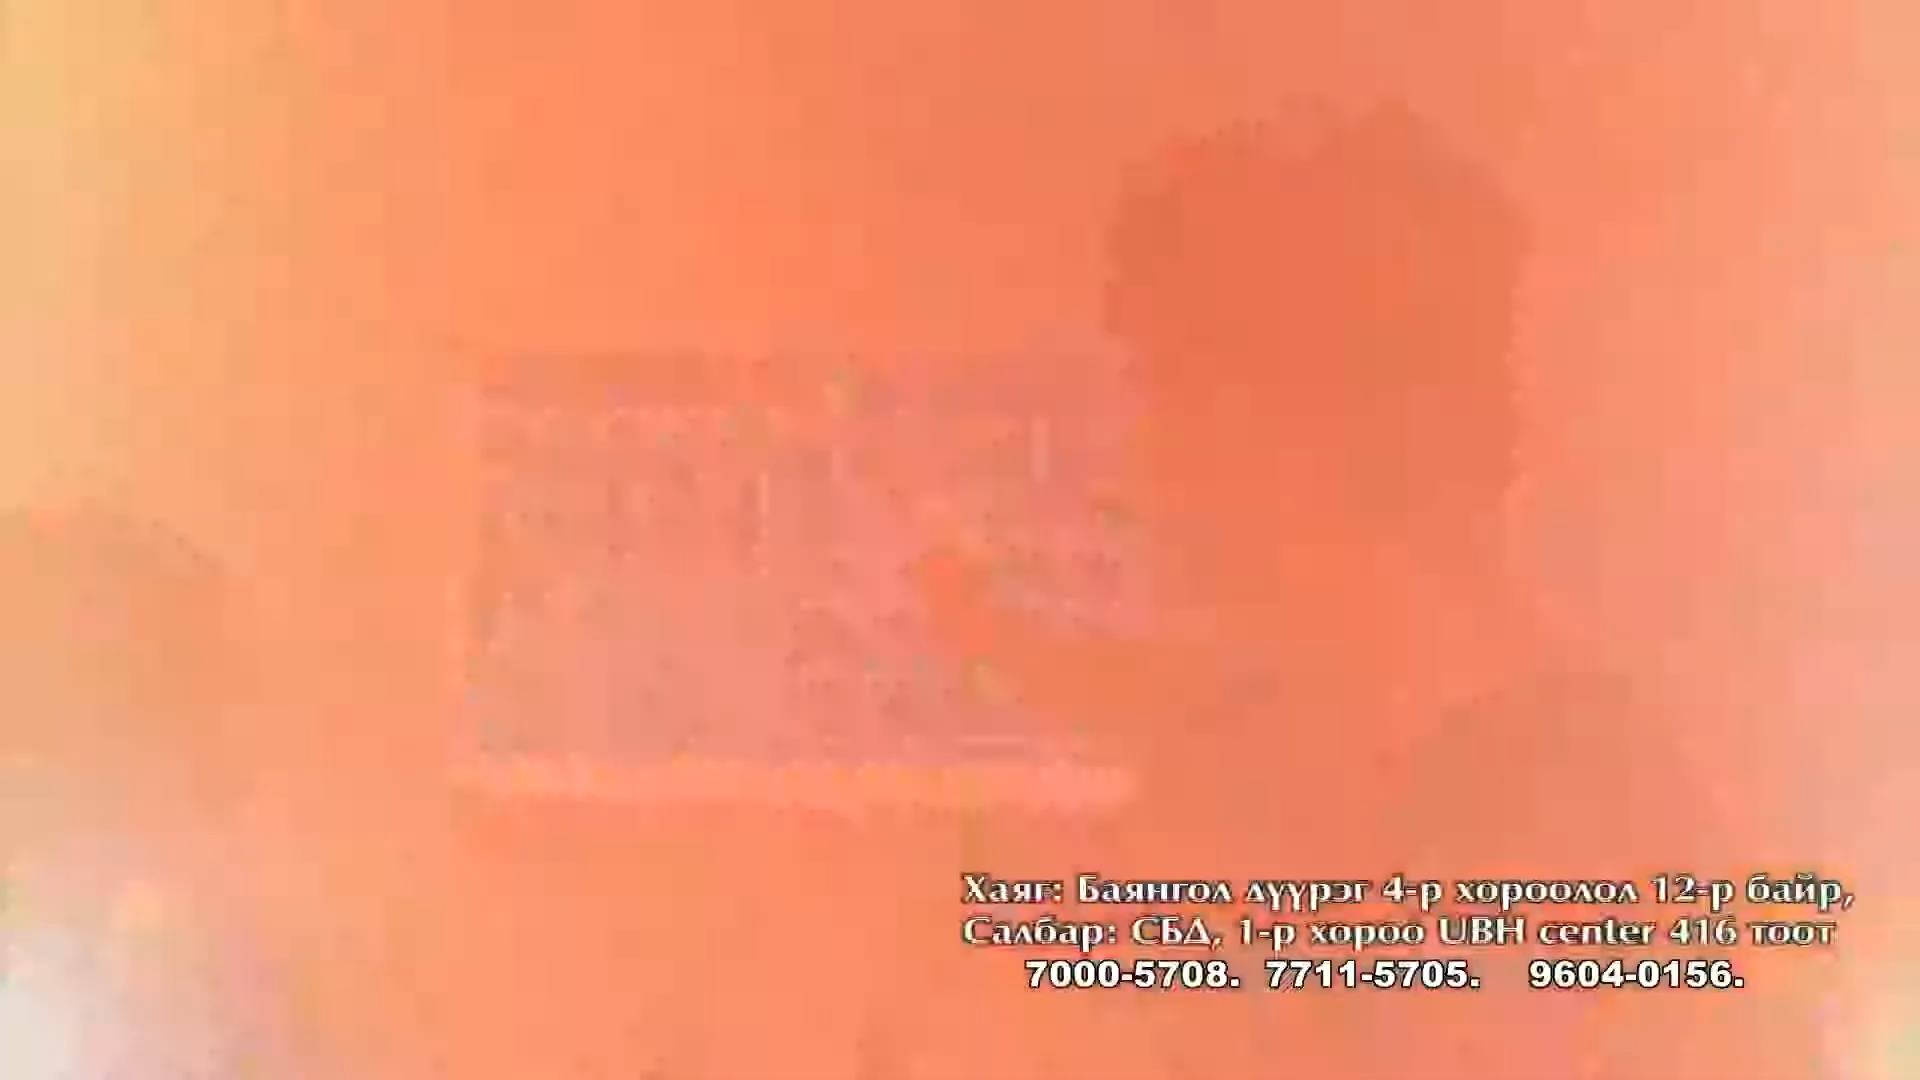 Хаяг: Баянгол дүүрэг 4-р хороолол 12-р байр,
Салбар: СБД, 1-р хороо UBH center 416 тоот
7000-5708. 7711-5705. 9604-0156.